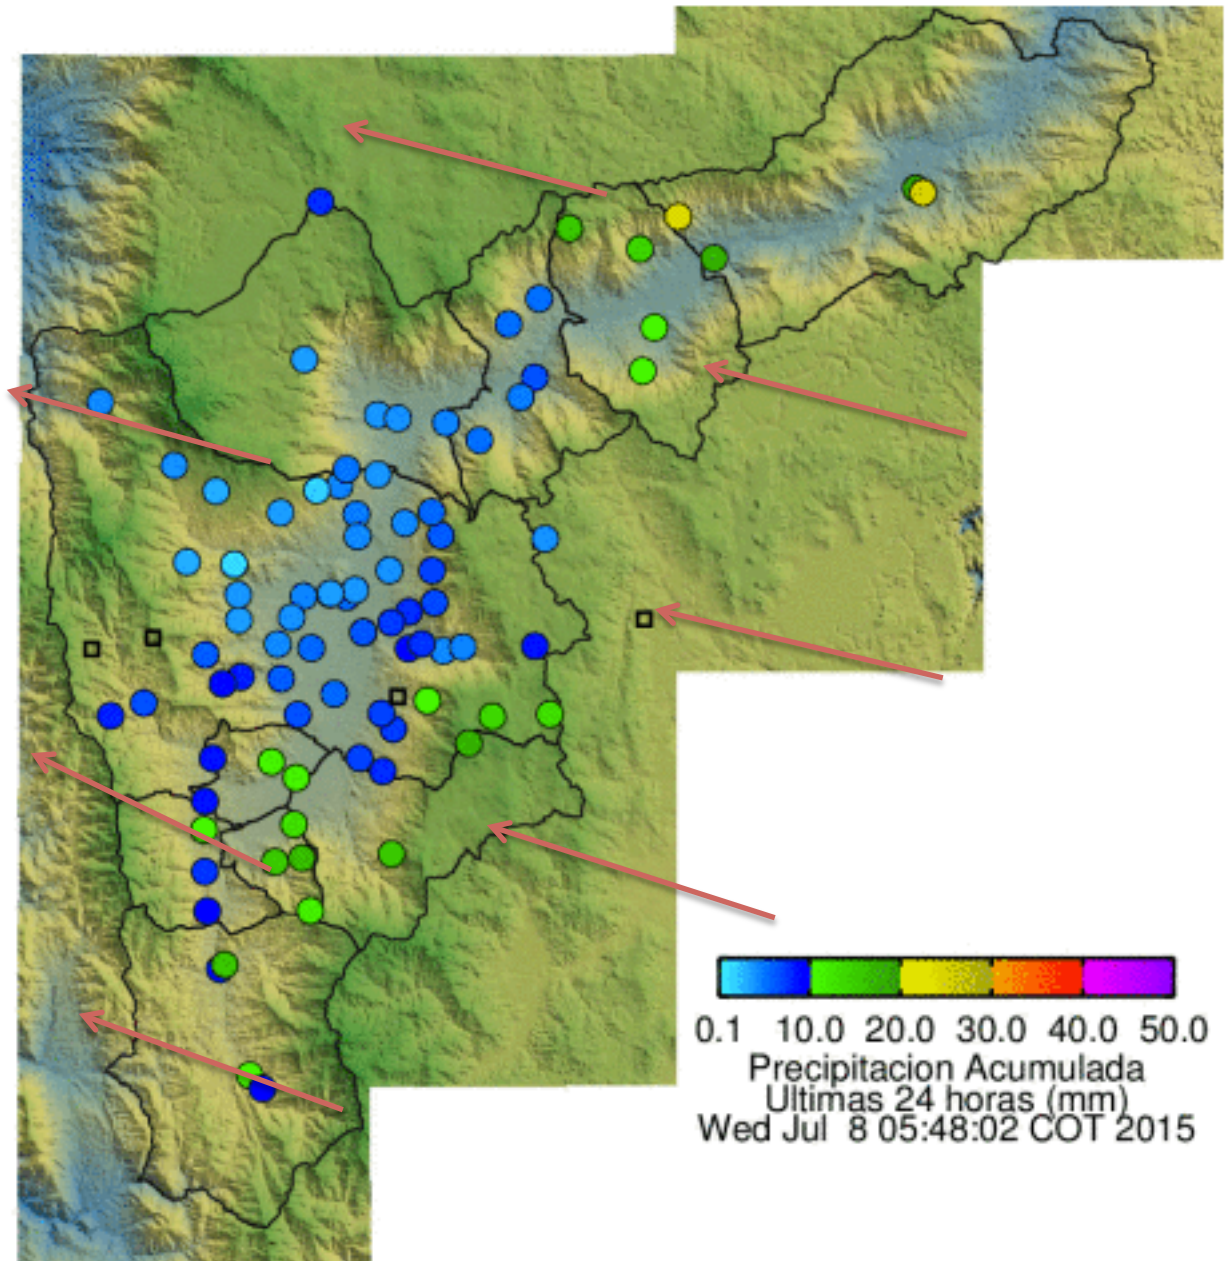 0.1 10.0 20.0 30.0 40.0 50.0
Precipitacion Acumulada
Ultimas 24 horas (mm)
Wed Jul 8 05:48:02 COT 2015